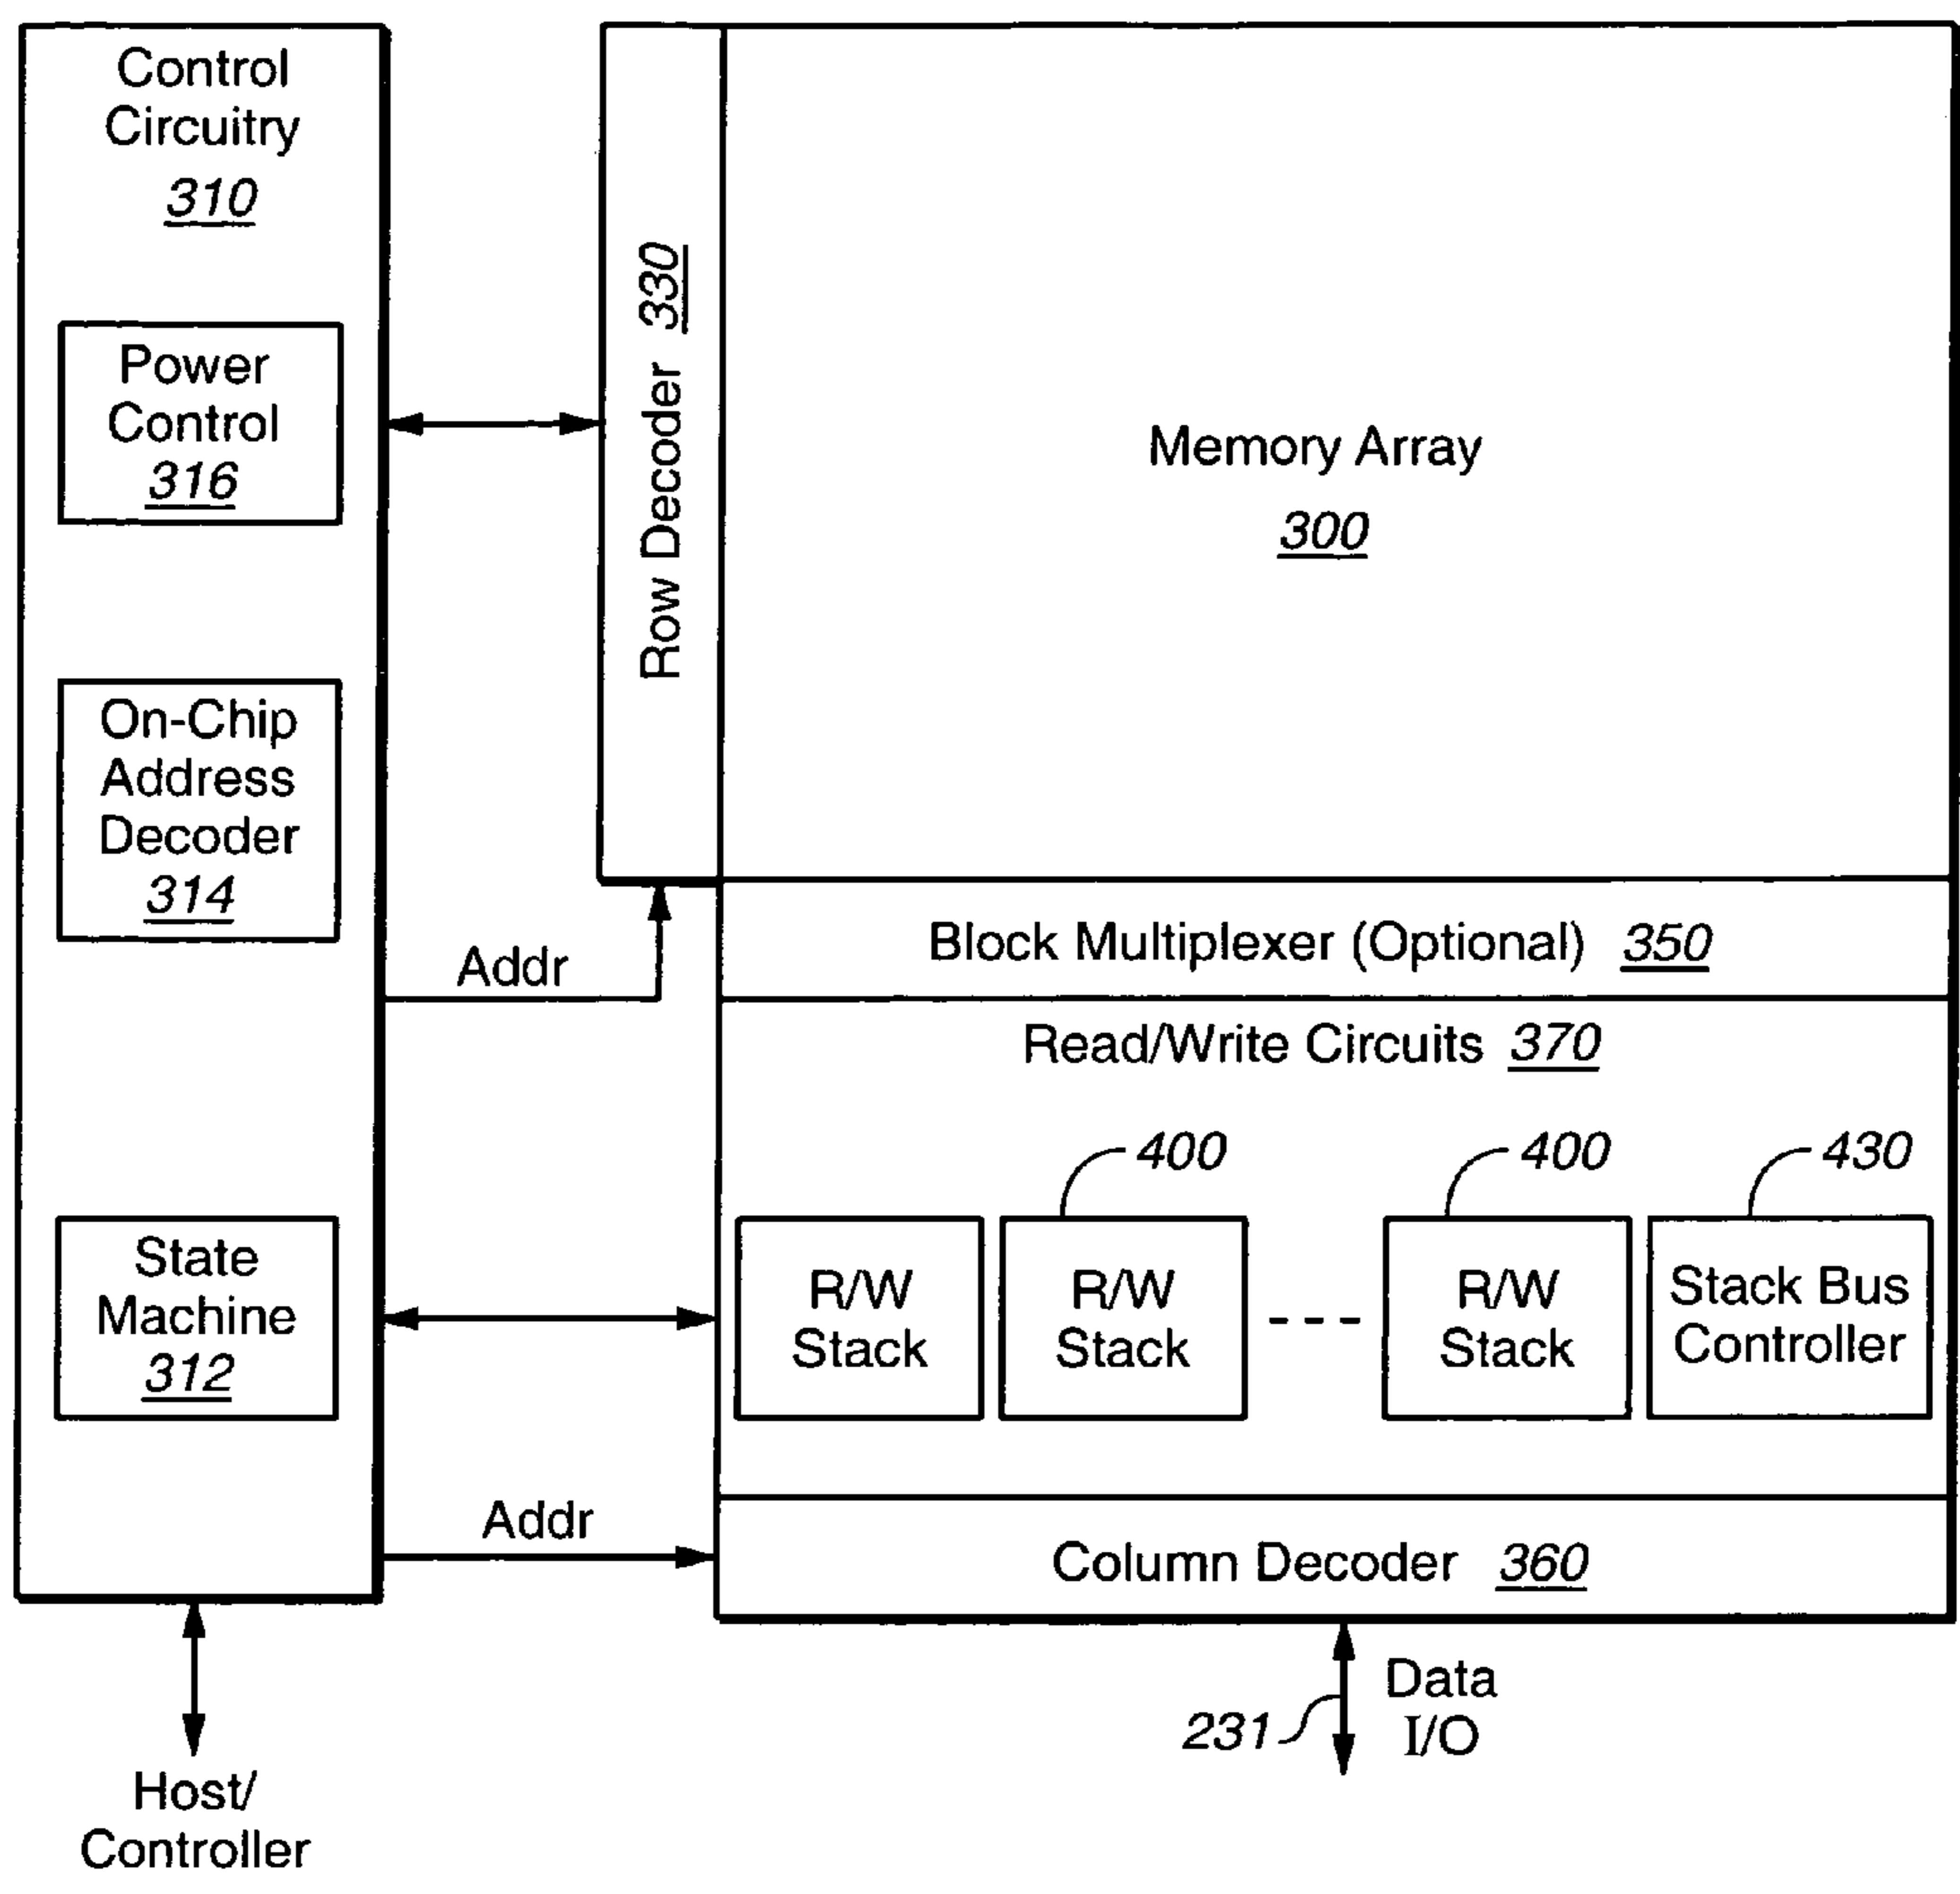 Control
Circuitry
310
Power
Control
316
On-Chip
Address
Decoder
314
State
Machine
312
Host/
Controller
Addr
Addr
Row Decoder 330
Memory Array
300
Block Multiplexer (Optional) 350
Read/Write Circuits 370
400
400
430
R/W
Stack
R/W
Stack
----
R/W
Stack
Stack Bus
Controller
Column Decoder 360
231
Data
I/O